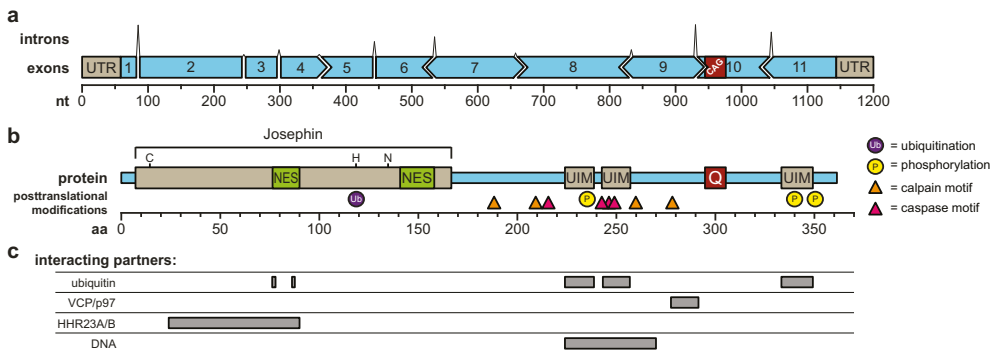 a
introns
exons UTR 1 2 3 4 5 6 7 8 9 CAG 10 11 UTR
nt 0 100 200 300 400 500 600 700 800 900 1000 1100 1200
b
Josephin
C H N
protein NES NES UIM UIM Q UIM
posttranslational
modifications
Ub P P P
aa 0 50 100 150 200 250 300 350
Ub = ubiquitination
P = phosphorylation
= calpain motif
= caspase motif
c
interacting partners:
ubiquitin
VCP/p97
HHR23A/B
DNA